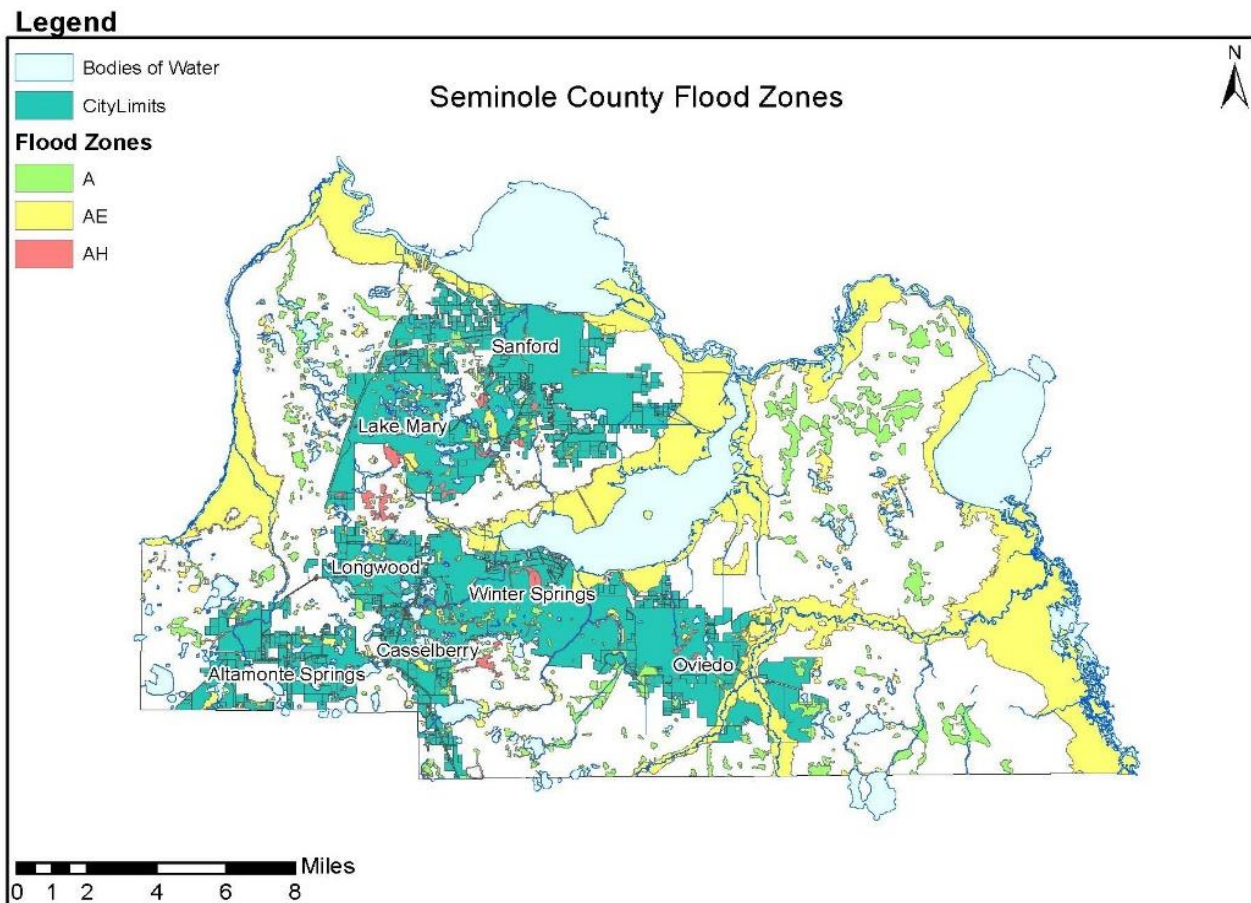 Legend
Bodies of Water
CityLimits
Flood Zones
A
AE
AH
Seminole County Flood Zones
N
Sanford
Lake Mary
Longwood
Winter Springs
Casselberry
Oviedo
Altamonte Springs
Miles
0 1 2 4 6 8